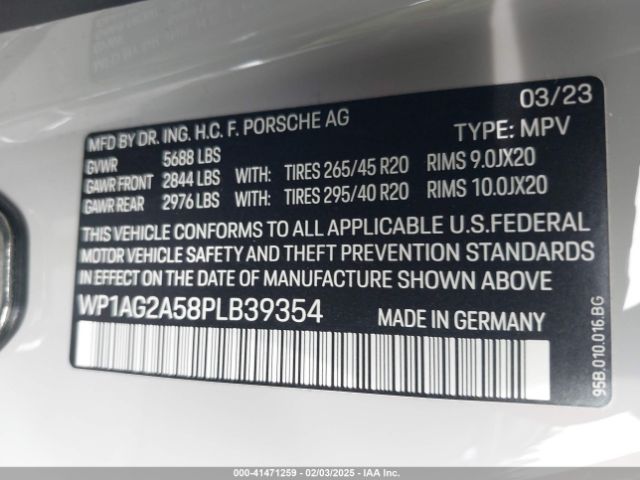 03/23
MFD BY DR. ING. H.C. F. PORSCHE AG TYPE: MPV
GVWR 5688 LBS
GAWR FRONT 2844 LBS WITH: TIRES 265/45 R20 RIMS 9.0JX20
GAWR REAR 2976 LBS WITH: TIRES 295/40 R20 RIMS 10.0JX20
THIS VEHICLE CONFORMS TO ALL APPLICABLE U.S.FEDERAL
MOTOR VEHICLE SAFETY AND THEFT PREVENTION STANDARDS
IN EFFECT ON THE DATE OF MANUFACTURE SHOWN ABOVE
WP1AG2A58PLB39354 MADE IN GERMANY
95B.010.016.BG
000-41471259 - 02/03/2025 - IAA Inc.